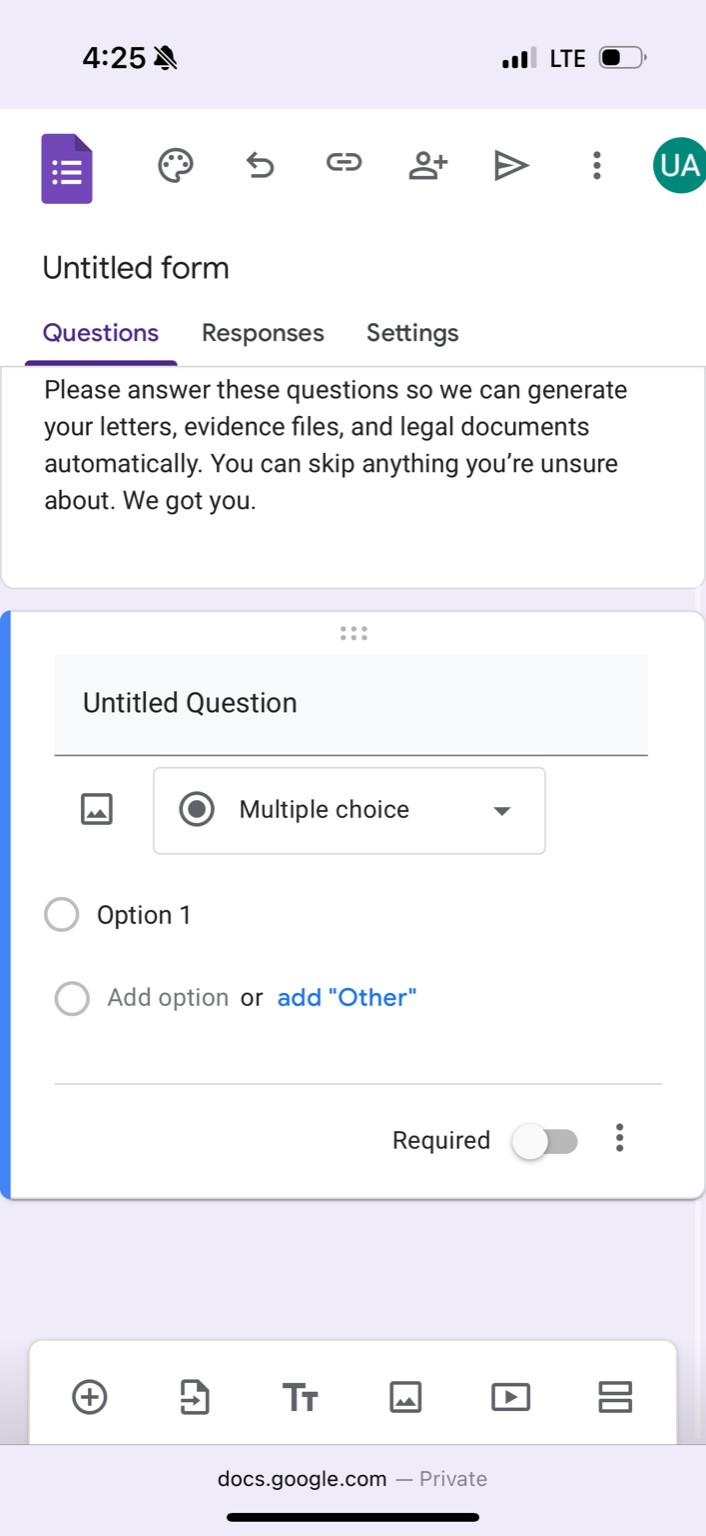 4:25 LTE
UA
Untitled form
Questions Responses Settings
Please answer these questions so we can generate
your letters, evidence files, and legal documents
automatically. You can skip anything you’re unsure
about. We got you.
Untitled Question
Multiple choice
Option 1
Add option or add "Other"
Required
Tт
docs.google.com — Private